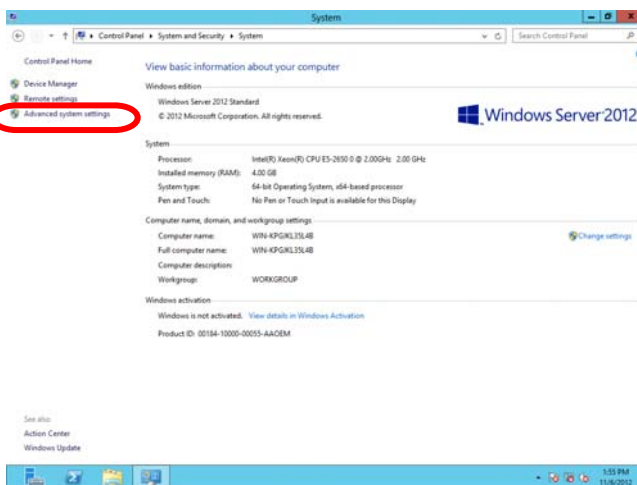 System
Control Panel ▸ System and Security ▸ System
Search Control Panel
Control Panel Home
Device Manager
Remote settings
Advanced system settings
View basic information about your computer
Windows edition
Windows Server 2012 Standard
© 2012 Microsoft Corporation. All rights reserved.
Windows Server 2012
System
Processor: Intel(R) Xeon(R) CPU E5-2650 0 @ 2.00GHz 2.00 GHz
Installed memory (RAM): 4.00 GB
System type: 64-bit Operating System, x64-based processor
Pen and Touch: No Pen or Touch Input is available for this Display
Computer name, domain, and workgroup settings
Computer name: WIN-KPGJKL35L4B
Change settings
Full computer name: WIN-KPGJKL35L4B
Computer description:
Workgroup: WORKGROUP
Windows activation
Windows is not activated. View details in Windows Activation
Product ID: 00184-10000-00055-AAOEM
See also
Action Center
Windows Update
1:55 PM
11/6/2012